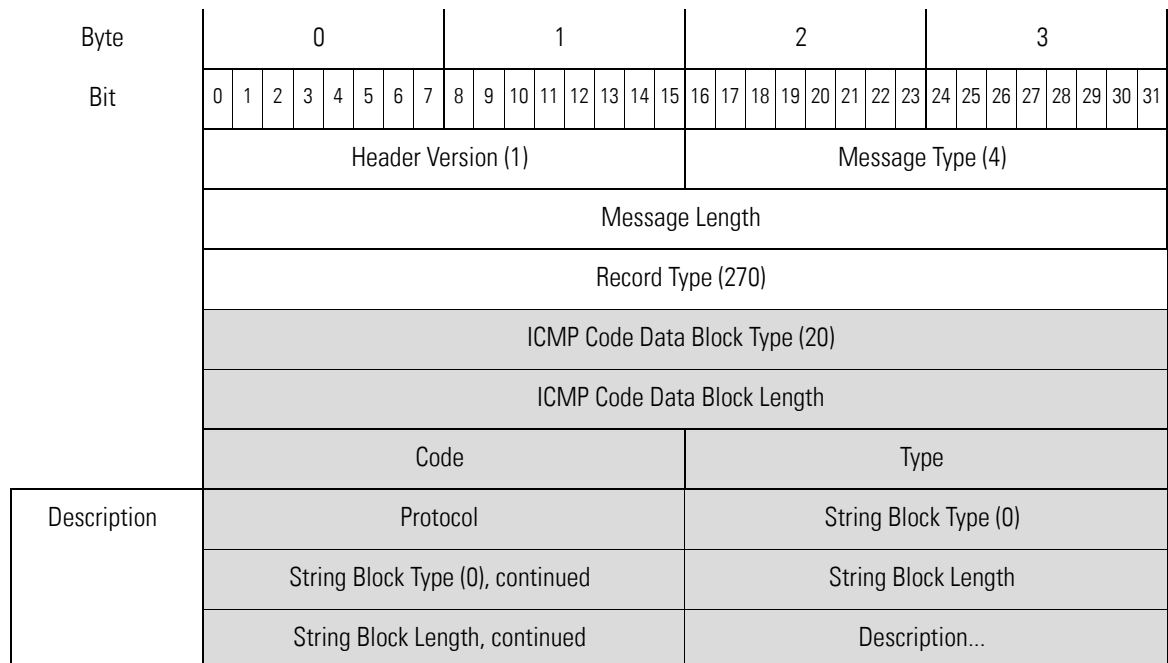 Byte 0 1 2 3
Bit 0 1 2 3 4 5 6 7 8 9 10 11 12 13 14 15 16 17 18 19 20 21 22 23 24 25 26 27 28 29 30 31
Header Version (1) Message Type (4)
Message Length
Record Type (270)
ICMP Code Data Block Type (20)
ICMP Code Data Block Length
Code Type
Description Protocol String Block Type (0)
String Block Type (0), continued String Block Length
String Block Length, continued Description...